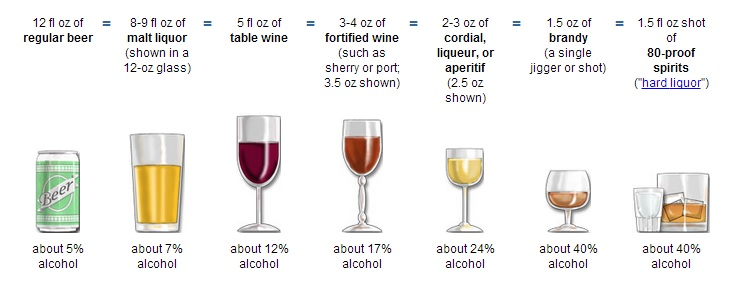 12 fl oz of
regular beer
=
8-9 fl oz of
malt liquor
(shown in a
12-oz glass)
=
5 fl oz of
table wine
=
3-4 oz of
fortified wine
(such as
sherry or port;
3.5 oz shown)
=
2-3 oz of
cordial,
liqueur, or
aperitif
(2.5 oz
shown)
=
1.5 oz of
brandy
(a single
jigger or shot)
=
1.5 fl oz shot
of
80-proof
spirits
("hard liquor")
Beer
about 5%
alcohol
about 7%
alcohol
about 12%
alcohol
about 17%
alcohol
about 24%
alcohol
about 40%
alcohol
about 40%
alcohol